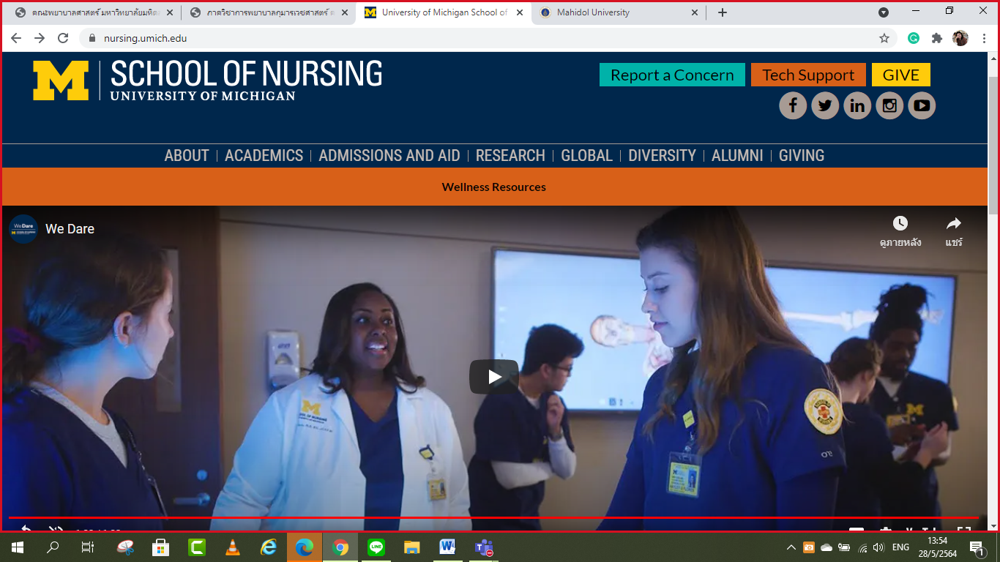 คณะพยาบาลศาสตร์ มหาวิทยาลัยมหิดล
ภาควิชาการพยาบาลกุมารเวชศาสตร์ ค
University of Michigan School of
Mahidol University
nursing.umich.edu
M SCHOOL OF NURSING
UNIVERSITY OF MICHIGAN
Report a Concern
Tech Support
GIVE
ABOUT
ACADEMICS
ADMISSIONS AND AID
RESEARCH
GLOBAL
DIVERSITY
ALUMNI
GIVING
Wellness Resources
We Dare
We Dare
ดูภายหลัง
แชร์
M
SCHOOL OF NURSING
M
ENG
13:54
28/5/2564
1